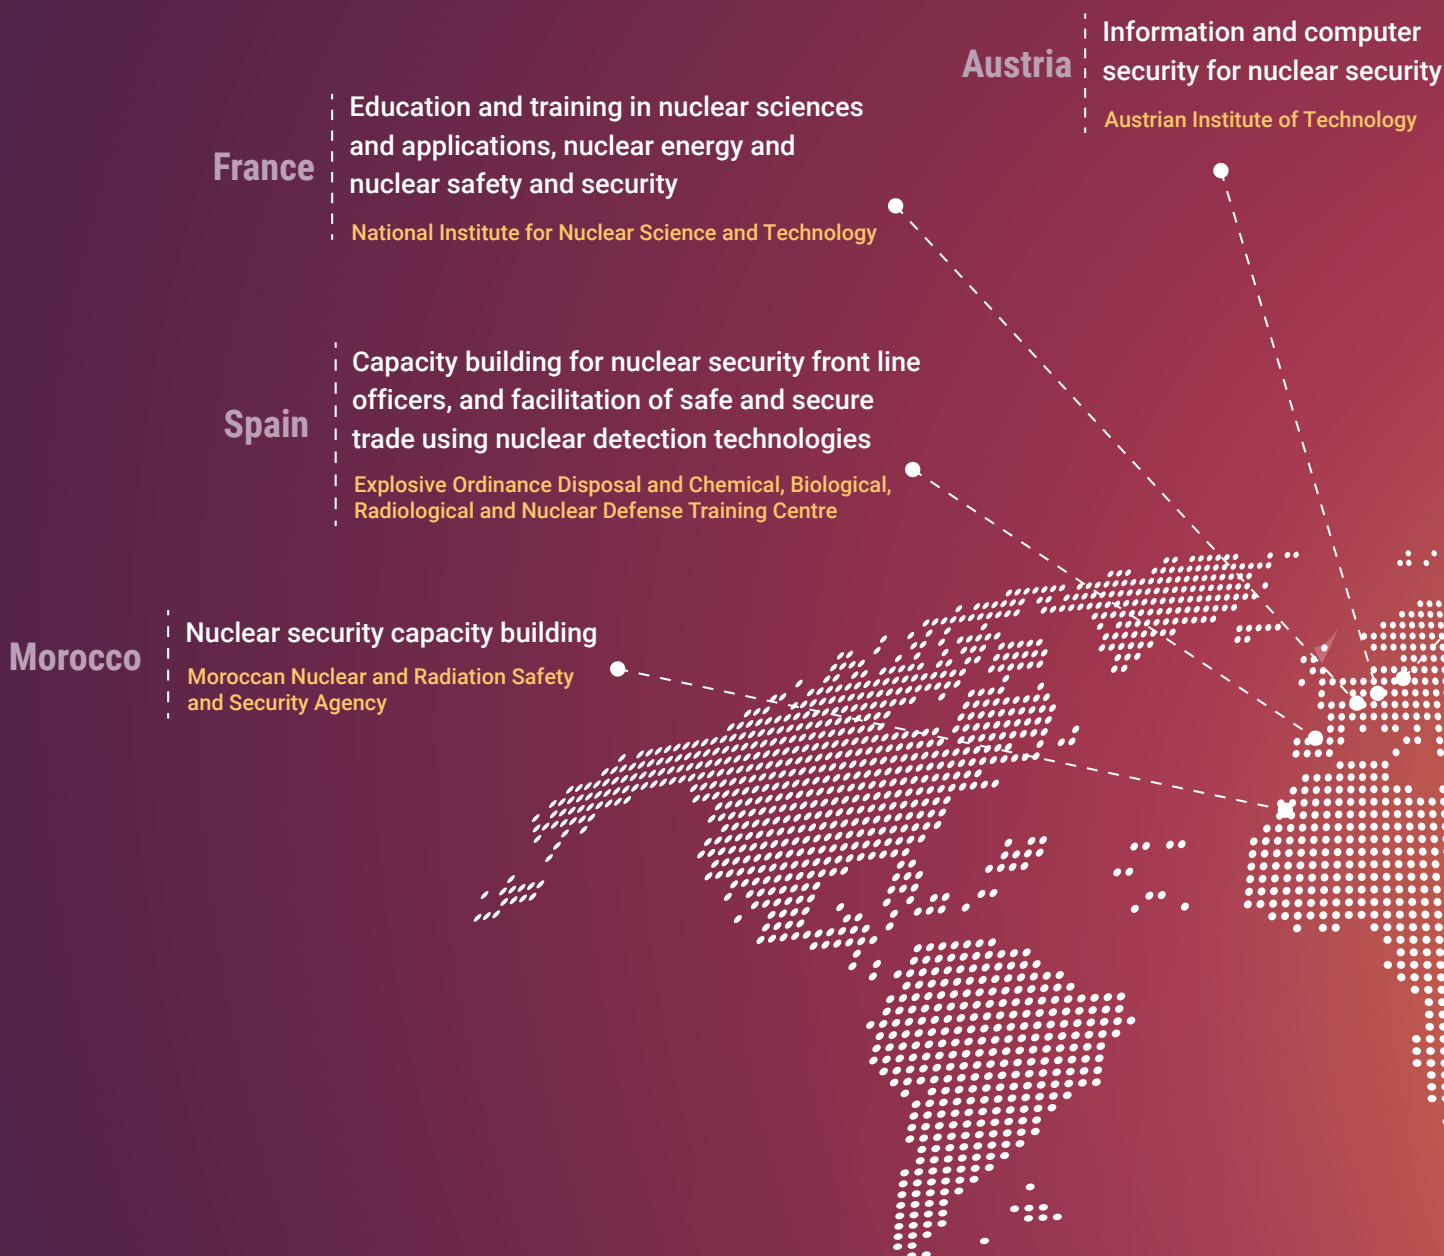 Austria
Information and computer
security for nuclear security
Austrian Institute of Technology
France
Education and training in nuclear sciences
and applications, nuclear energy and
nuclear safety and security
National Institute for Nuclear Science and Technology
Spain
Capacity building for nuclear security front line
officers, and facilitation of safe and secure
trade using nuclear detection technologies
Explosive Ordinance Disposal and Chemical, Biological,
Radiological and Nuclear Defense Training Centre
Morocco
Nuclear security capacity building
Moroccan Nuclear and Radiation Safety
and Security Agency